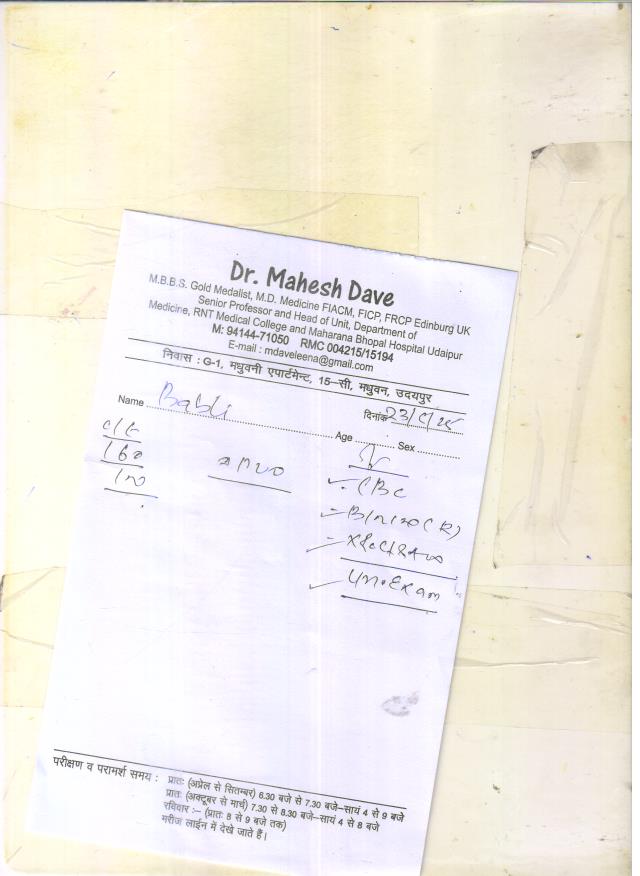 Dr. Mahesh Dave
M.B.B.S. Gold Medalist, M.D. Medicine FIACM, FICP, FRCP Edinburg UK
Senior Professor and Head of Unit, Department of
Medicine, RNT Medical College and Maharana Bhopal Hospital Udaipur
M: 94144-71050 RMC 004215/15194
E-mail : mdaveleena@gmail.com
निवास : G-1, मधुवनी एपार्टमेन्ट, 15–सी, मधुवन, उदयपुर
Name Babli दिनांक
Age Sex
160
100
CBC
Exam
परीक्षण व परामर्श समय : प्रातः (अप्रेल से सितम्बर) 6.30 बजे से 7.30 बजे–सायं 4 से 9 बजे
प्रातः (अक्टूबर से मार्च) 7.30 से 8.30 बजे–सायं 4 से 8 बजे
रविवार :– (प्रातः 8 से 9 बजे तक)
मरीज लाईन में देखे जाते हैं।